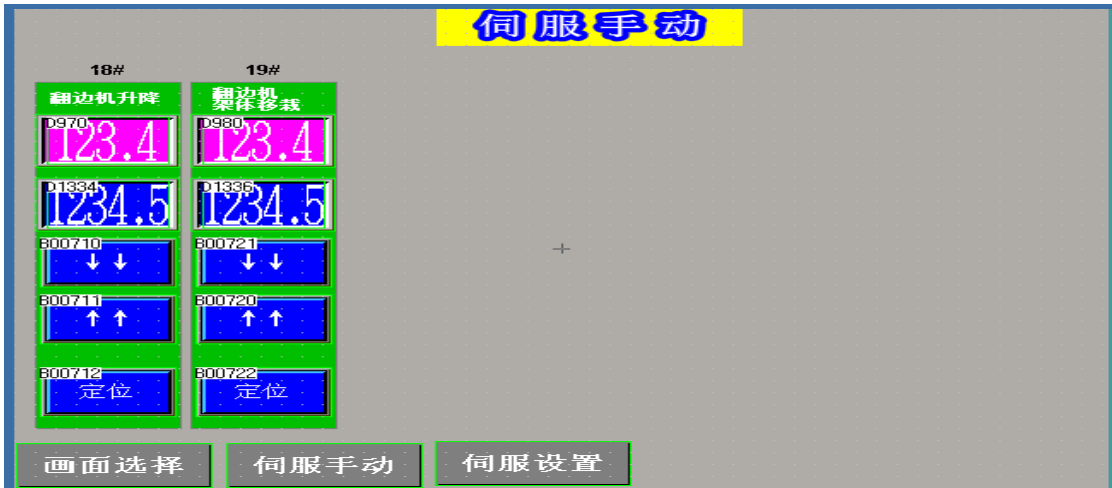 伺服手动
18# 19#
翻边机升降 翻边机
架体移栽
D970 D980
123.4 123.4
D1334 D1336
1234.5 1234.5
B00710 B00721
↓↓ ↓↓
B00711 B00720
↑↑ ↑↑
B00712 B00722
定位 定位
画面选择 伺服手动 伺服设置